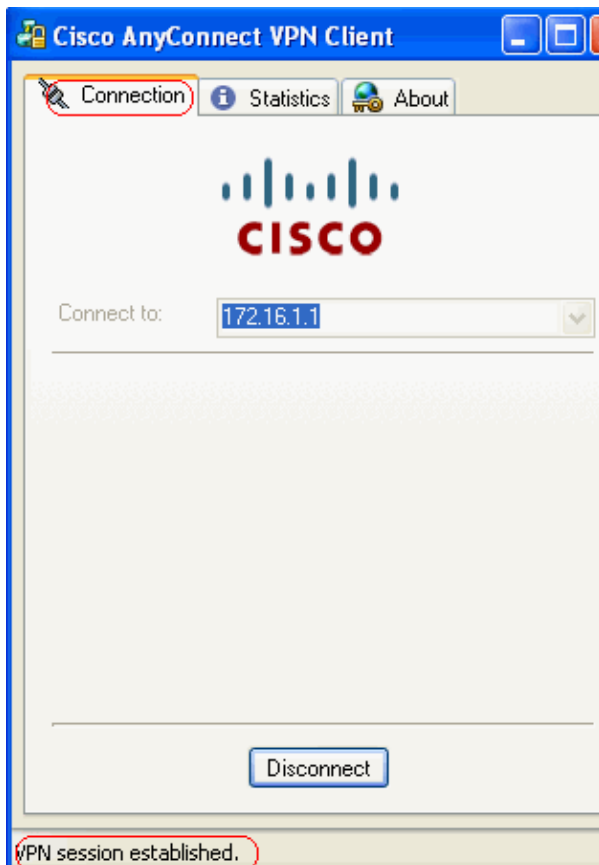 Cisco AnyConnect VPN Client
Connection
Statistics
About
CISCO
Connect to:
172.16.1.1
Disconnect
VPN session established.